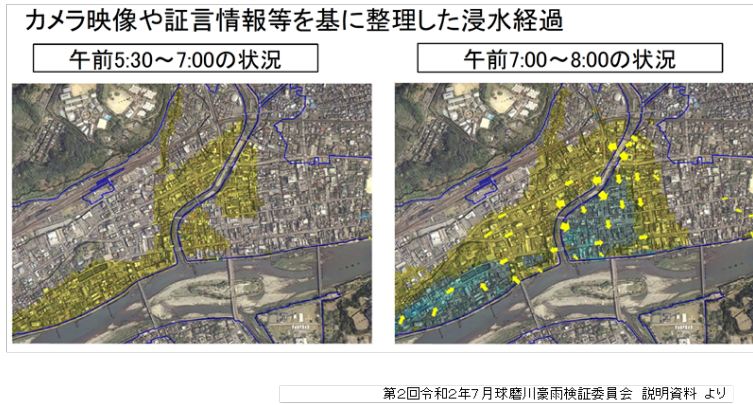 カメラ映像や証言情報等を基に整理した浸水経過
午前5:30～7:00の状況
午前7:00～8:00の状況
第2回令和2年7月球磨川豪雨検証委員会 説明資料 より